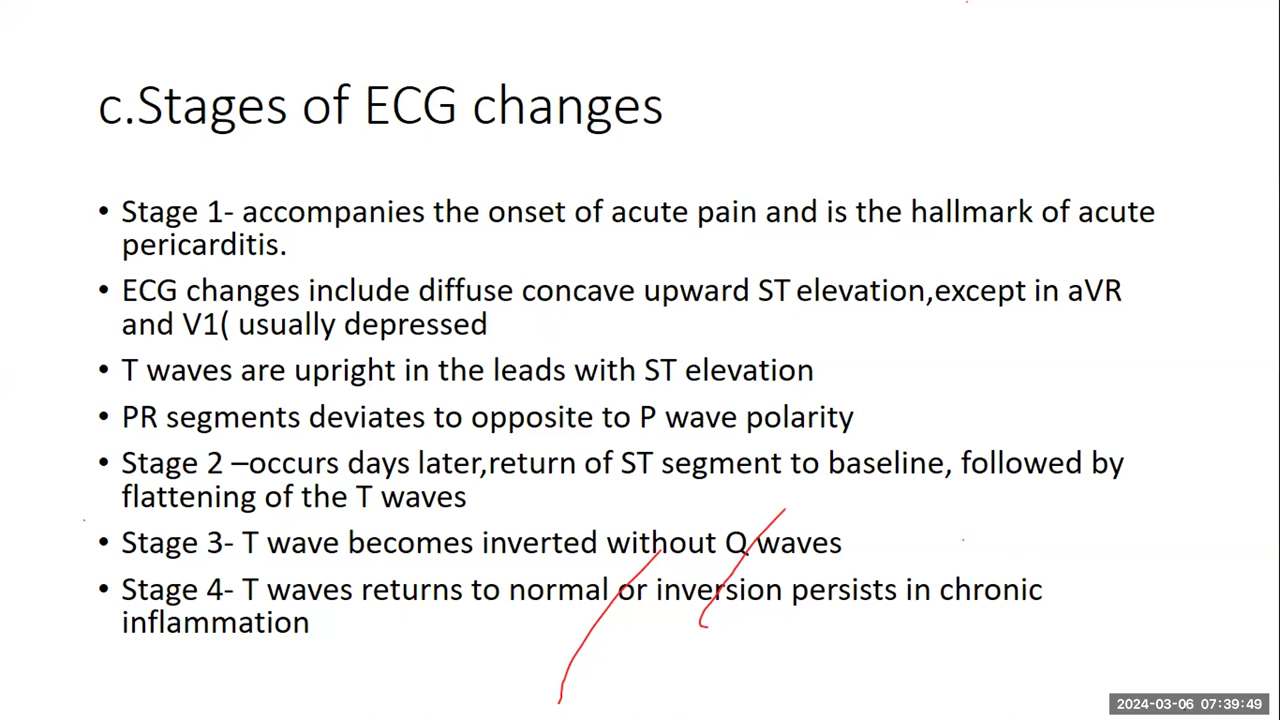 c.Stages of ECG changes
• Stage 1- accompanies the onset of acute pain and is the hallmark of acute
pericarditis.
• ECG changes include diffuse concave upward ST elevation,except in aVR
and V1( usually depressed
• T waves are upright in the leads with ST elevation
• PR segments deviates to opposite to P wave polarity
• Stage 2 –occurs days later,return of ST segment to baseline, followed by
flattening of the T waves
• Stage 3- T wave becomes inverted without Q waves
• Stage 4- T waves returns to normal or inversion persists in chronic
inflammation
2024-03-06 07:39:49